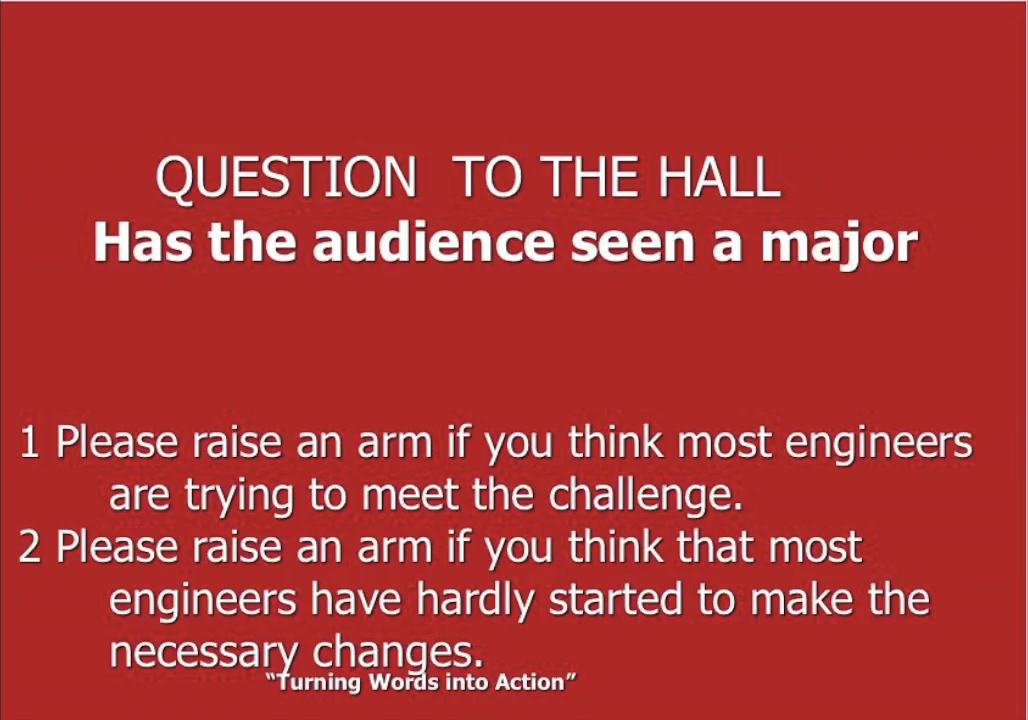 QUESTION TO THE HALL
Has the audience seen a major
1 Please raise an arm if you think most engineers
are trying to meet the challenge.
2 Please raise an arm if you think that most
engineers have hardly started to make the
necessary changes.
“Turning Words into Action”